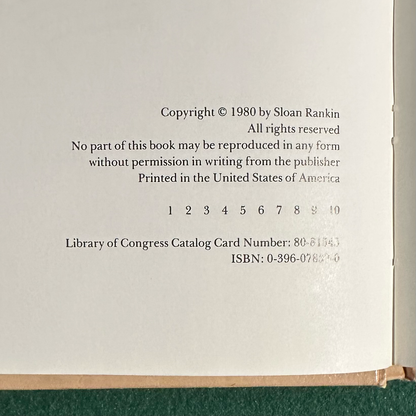 Copyright © 1980 by Sloan Rankin
All rights reserved
No part of this book may be reproduced in any form
without permission in writing from the publisher
Printed in the United States of America
1 2 3 4 5 6 7 8 9 10
Library of Congress Catalog Card Number:
ISBN: